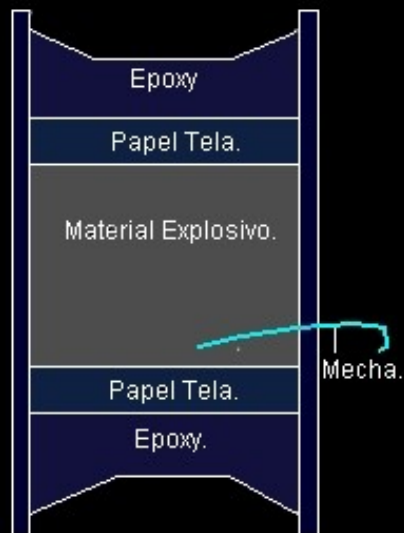 Epoxy
Papel Tela.
Material Explosivo.
Mecha.
Papel Tela.
Epoxy.